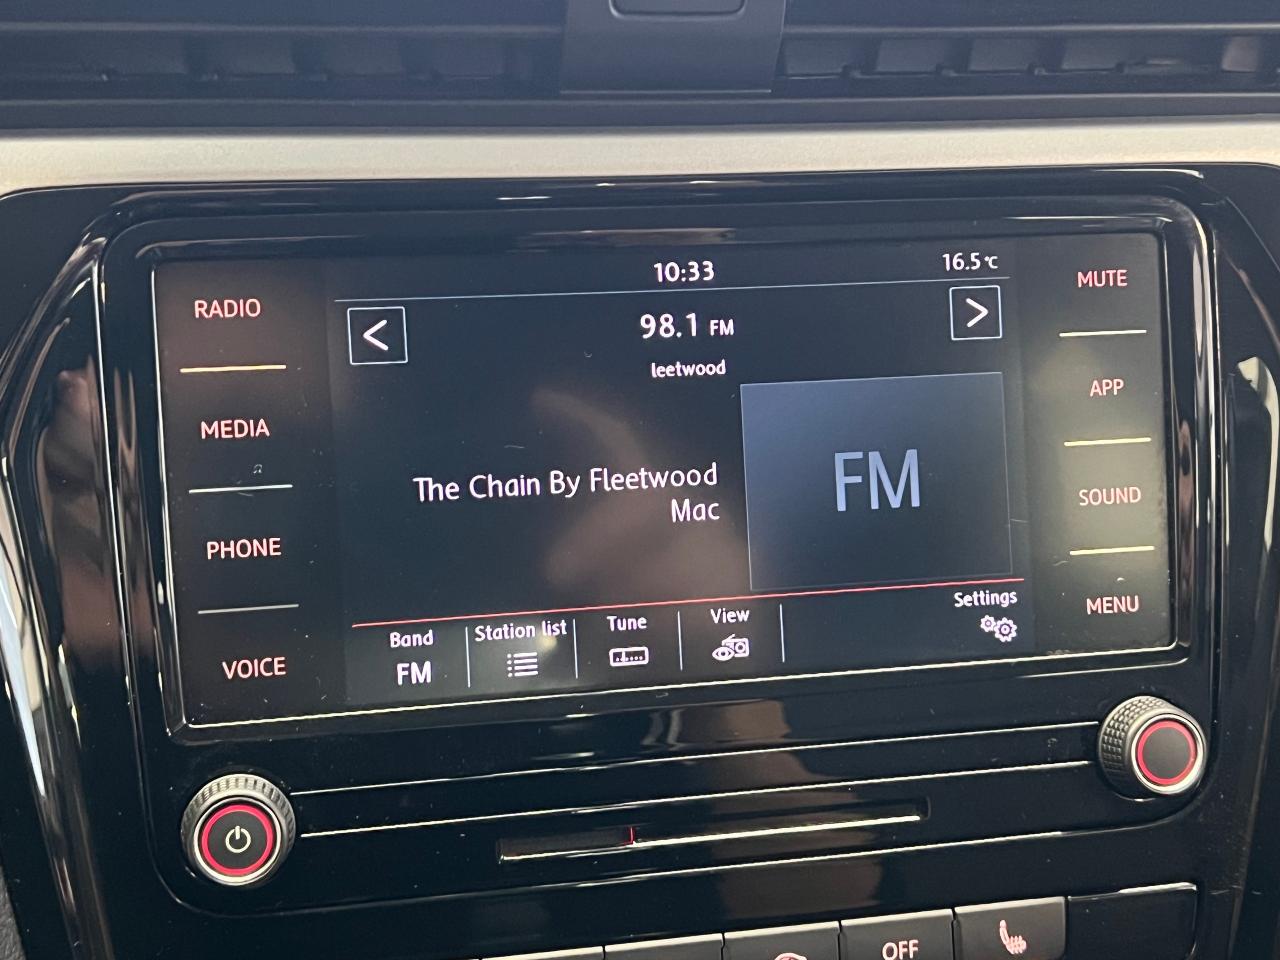 10:33
16.5°C
RADIO
MEDIA
PHONE
VOICE
98.1 FM
leetwood
The Chain By Fleetwood
Mac
FM
Band
FM
Station list
Tune
View
Settings
MUTE
APP
SOUND
MENU
OFF